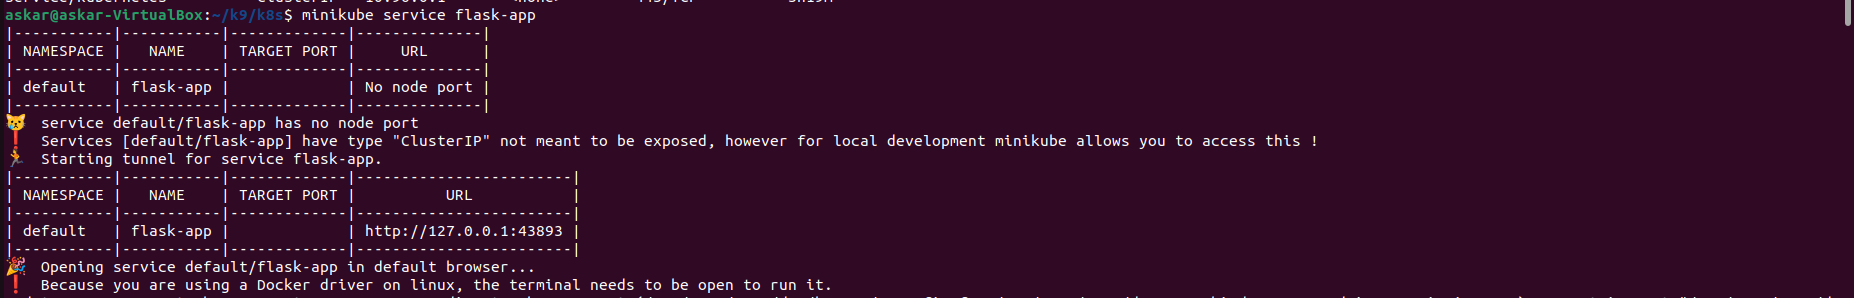 askar@askar-VirtualBox:~/k9/k8s$ minikube service flask-app
|-----------|-----------|-------------|--------------|
| NAMESPACE |   NAME    | TARGET PORT |     URL      |
|-----------|-----------|-------------|--------------|
| default   | flask-app |             | No node port |
|-----------|-----------|-------------|--------------|
😿  service default/flask-app has no node port
❗  Services [default/flask-app] have type "ClusterIP" not meant to be exposed, however for local development minikube allows you to access this !
🏃  Starting tunnel for service flask-app.
|-----------|-----------|-------------|------------------------|
| NAMESPACE |   NAME    | TARGET PORT |          URL           |
|-----------|-----------|-------------|------------------------|
| default   | flask-app |             | http://127.0.0.1:43893 |
|-----------|-----------|-------------|------------------------|
🎉  Opening service default/flask-app in default browser...
❗  Because you are using a Docker driver on linux, the terminal needs to be open to run it.